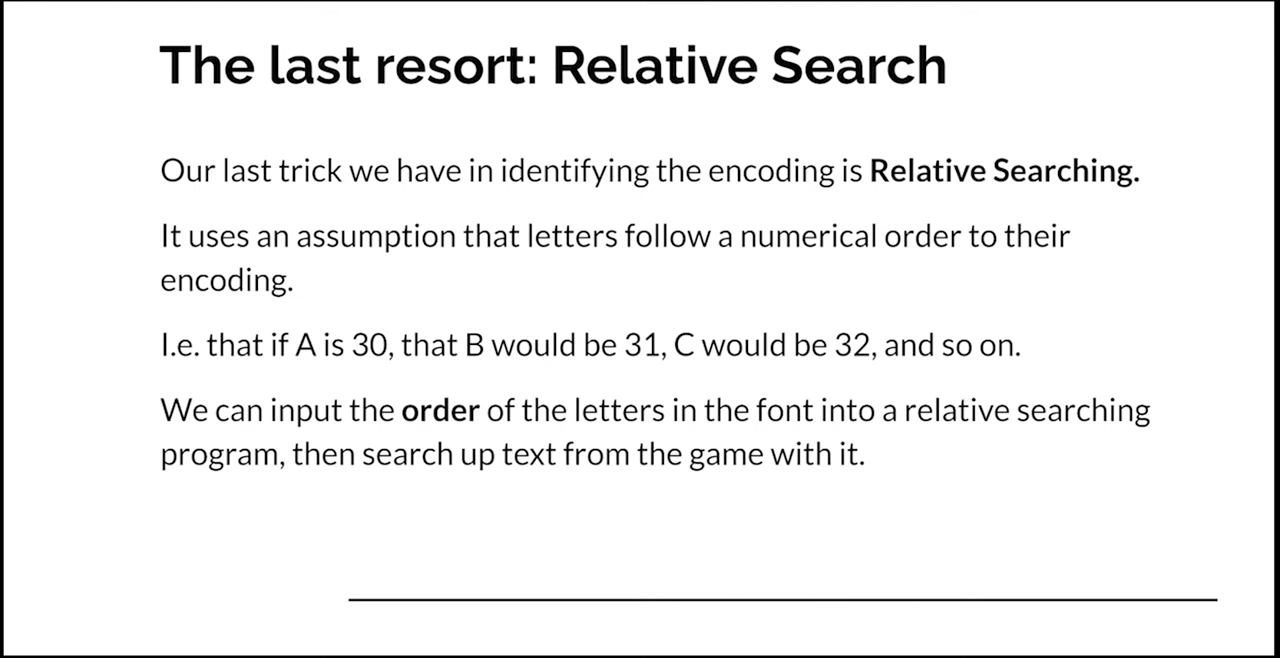 The last resort: Relative Search
Our last trick we have in identifying the encoding is Relative Searching.
It uses an assumption that letters follow a numerical order to their
encoding.
I.e. that if A is 30, that B would be 31, C would be 32, and so on.
We can input the order of the letters in the font into a relative searching
program, then search up text from the game with it.